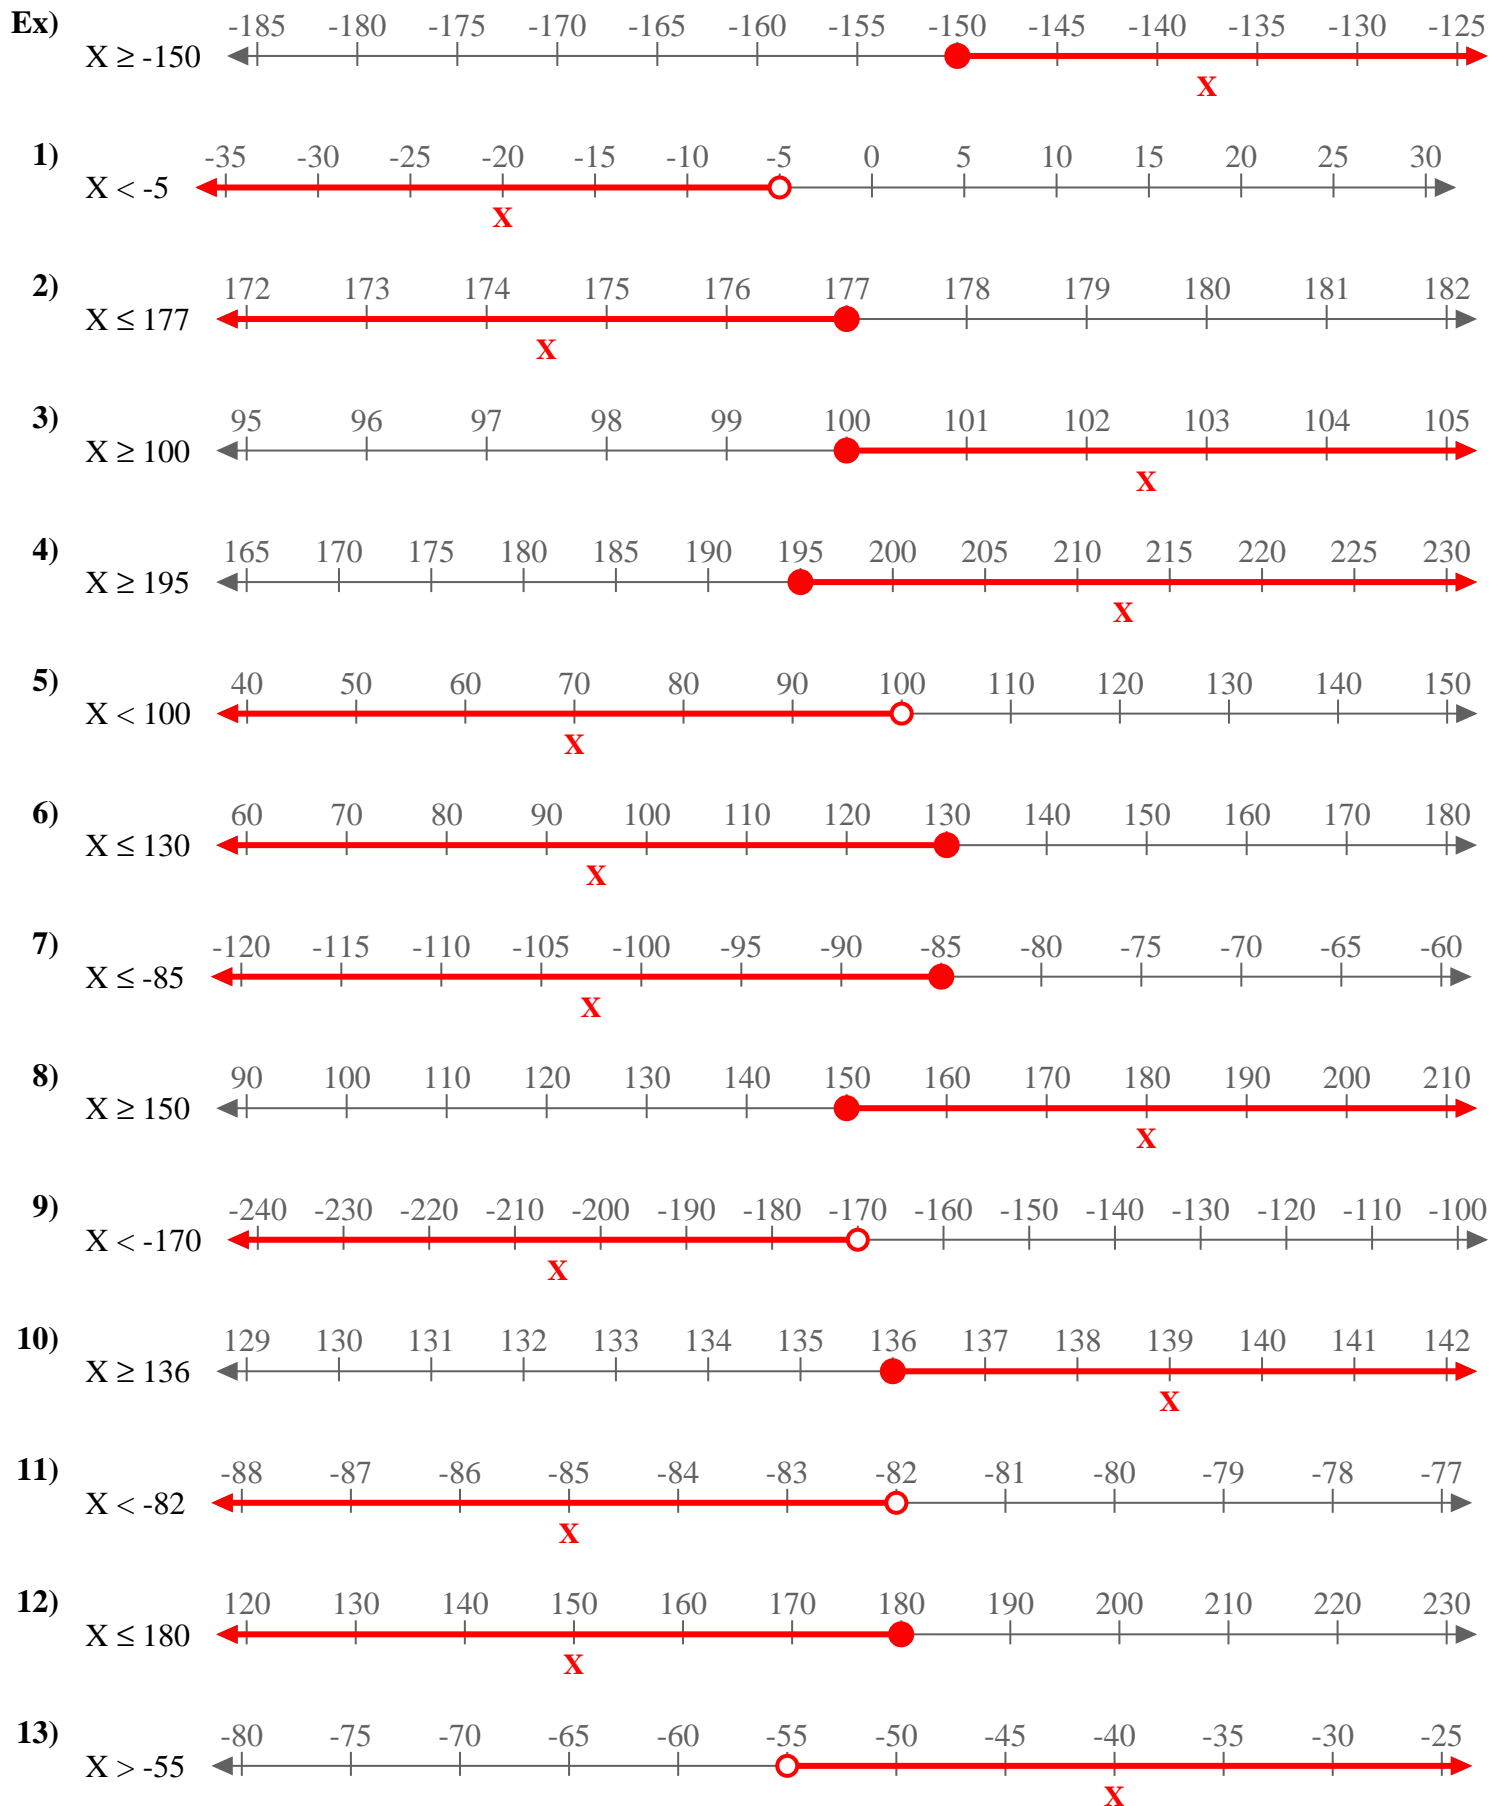 Ex) -185 -180 -175 -170 -165 -160 -155 -150 -145 -140 -135 -130 -125
X ≥ -150
X
1) -35 -30 -25 -20 -15 -10 -5 0 5 10 15 20 25 30
X < -5
X
2) 172 173 174 175 176 177 178 179 180 181 182
X ≤ 177
X
3) 95 96 97 98 99 100 101 102 103 104 105
X ≥ 100
X
4) 165 170 175 180 185 190 195 200 205 210 215 220 225 230
X ≥ 195
X
5) 40 50 60 70 80 90 100 110 120 130 140 150
X < 100
X
6) 60 70 80 90 100 110 120 130 140 150 160 170 180
X ≤ 130
X
7) -120 -115 -110 -105 -100 -95 -90 -85 -80 -75 -70 -65 -60
X ≤ -85
X
8) 90 100 110 120 130 140 150 160 170 180 190 200 210
X ≥ 150
X
9) -240 -230 -220 -210 -200 -190 -180 -170 -160 -150 -140 -130 -120 -110 -100
X < -170
X
10) 129 130 131 132 133 134 135 136 137 138 139 140 141 142
X ≥ 136
X
11) -88 -87 -86 -85 -84 -83 -82 -81 -80 -79 -78 -77
X < -82
X
12) 120 130 140 150 160 170 180 190 200 210 220 230
X ≤ 180
X
13) -80 -75 -70 -65 -60 -55 -50 -45 -40 -35 -30 -25
X > -55
X